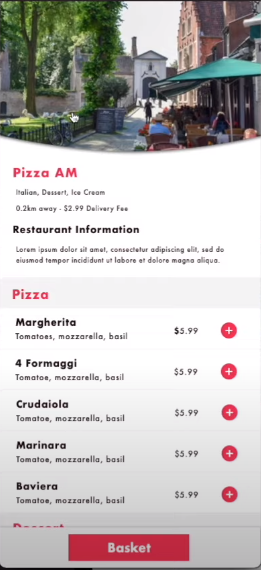 Pizza AM
Italian, Dessert, Ice Cream
0.2km away - $2.99 Delivery Fee
Restaurant Information
Lorem ipsum dolor sit amet, consectetur adipiscing elit, sed do
eiusmod tempor incididunt ut labore et dolore magna aliqua.
Pizza
Margherita
Tomatoes, mozzarella, basil
$5.99
4 Formaggi
Tomatoe, mozzarella, basil
$5.99
Crudaiola
Tomatoe, mozzarella, basil
$5.99
Marinara
Tomatoe, mozzarella, basil
$5.99
Baviera
Tomatoe, mozzarella, basil
$5.99
Dessert
Basket